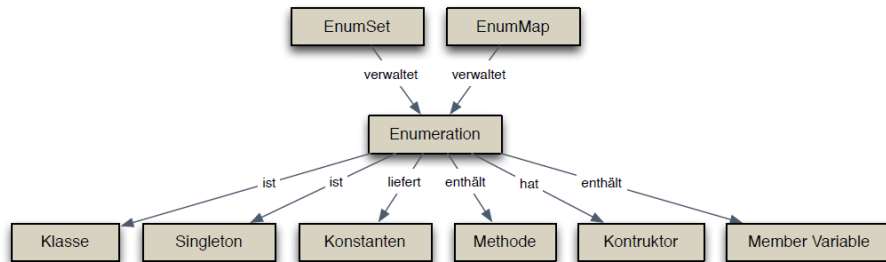 EnumSet
EnumMap
verwaltet
verwaltet
Enumeration
ist
ist
liefert
enthält
hat
enthält
Klasse
Singleton
Konstanten
Methode
Kontruktor
Member Variable